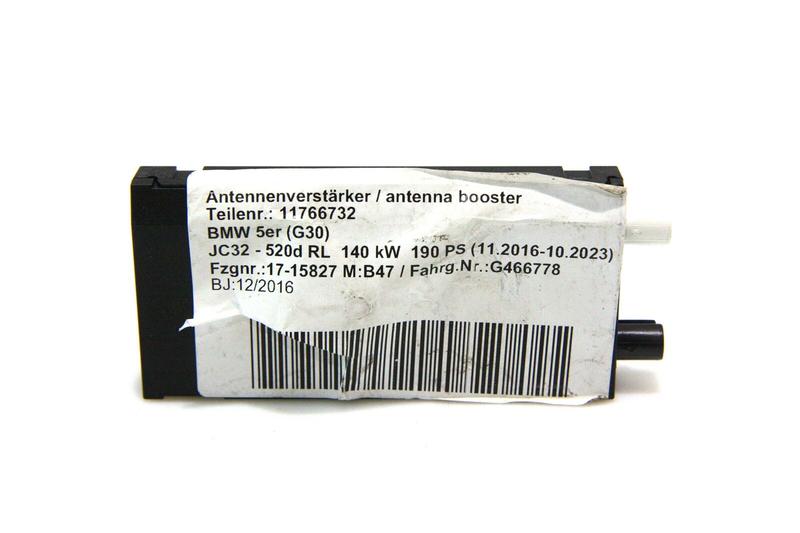 Antennenverstärker / antenna booster
Teilenr.: 11766732
BMW 5er (G30)
JC32 - 520d RL 140 kW 190 PS (11.2016-10.2023)
Fzgnr.:17-15827 M:B47 / Fahrg.Nr.:G466778
BJ:12/2016